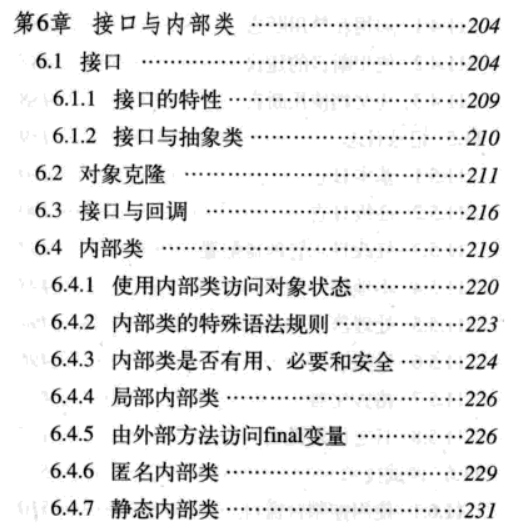 第6章 接口与内部类 ……………………204
6.1 接口 ……………………………204
6.1.1 接口的特性……………………209
6.1.2 接口与抽象类…………………210
6.2 对象克隆 ………………………211
6.3 接口与回调 ……………………216
6.4 内部类 …………………………219
6.4.1 使用内部类访问对象状态………220
6.4.2 内部类的特殊语法规则…………223
6.4.3 内部类是否有用、必要和安全……224
6.4.4 局部内部类……………………226
6.4.5 由外部方法访问final变量………226
6.4.6 匿名内部类……………………229
6.4.7 静态内部类……………………231